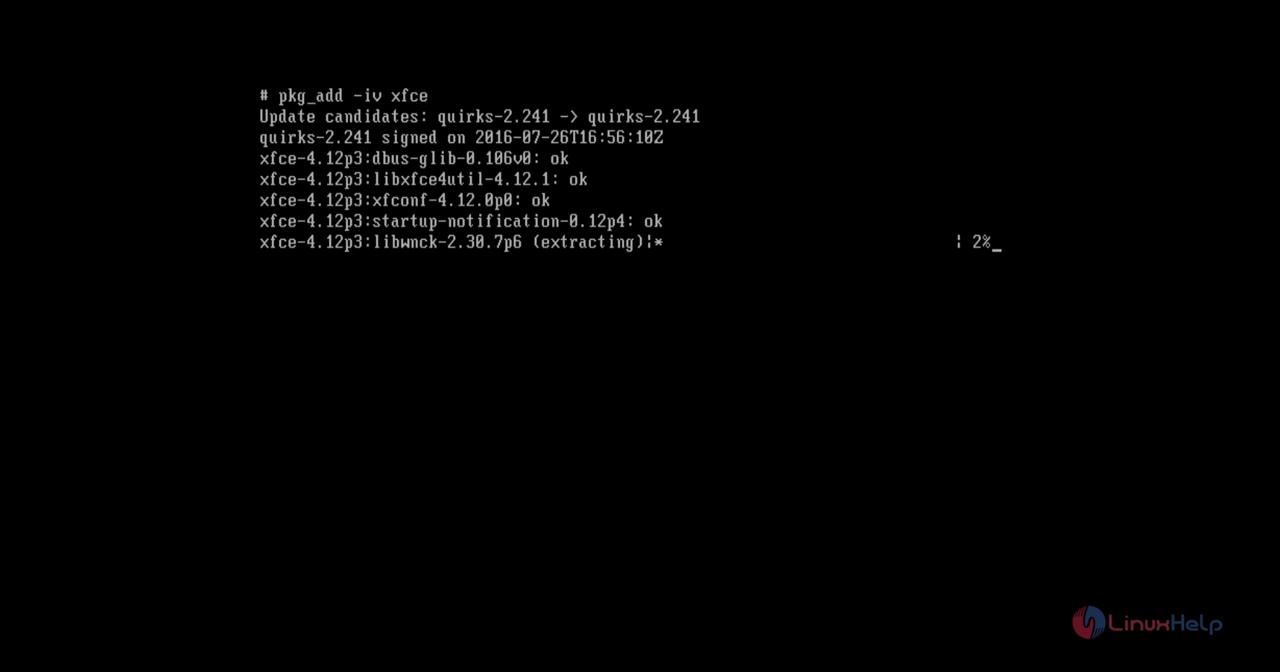 # pkg_add -iv xfce
Update candidates: quirks-2.241 -> quirks-2.241
quirks-2.241 signed on 2016-07-26T16:56:10Z
xfce-4.12p3:dbus-glib-0.106v0: ok
xfce-4.12p3:libxfce4util-4.12.1: ok
xfce-4.12p3:xfconf-4.12.0p0: ok
xfce-4.12p3:startup-notification-0.12p4: ok
xfce-4.12p3:libwnck-2.30.7p6 (extracting)|* | 2%_
LinuxHelp